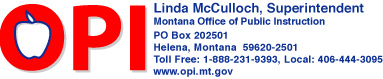 OPI
Linda McCulloch, Superintendent
Montana Office of Public Instruction
PO Box 202501
Helena, Montana 59620-2501
Toll Free: 1-888-231-9393, Local: 406-444-3095
www.opi.mt.gov